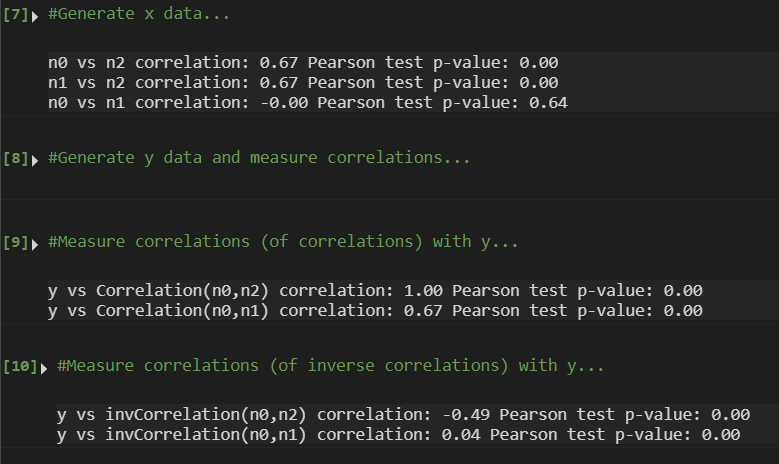 [7] #Generate x data...
n0 vs n2 correlation: 0.67 Pearson test p-value: 0.00
n1 vs n2 correlation: 0.67 Pearson test p-value: 0.00
n0 vs n1 correlation: -0.00 Pearson test p-value: 0.64
[8] #Generate y data and measure correlations...
[9] #Measure correlations (of correlations) with y...
y vs Correlation(n0,n2) correlation: 1.00 Pearson test p-value: 0.00
y vs Correlation(n0,n1) correlation: 0.67 Pearson test p-value: 0.00
[10] #Measure correlations (of inverse correlations) with y...
y vs invCorrelation(n0,n2) correlation: -0.49 Pearson test p-value: 0.00
y vs invCorrelation(n0,n1) correlation: 0.04 Pearson test p-value: 0.00